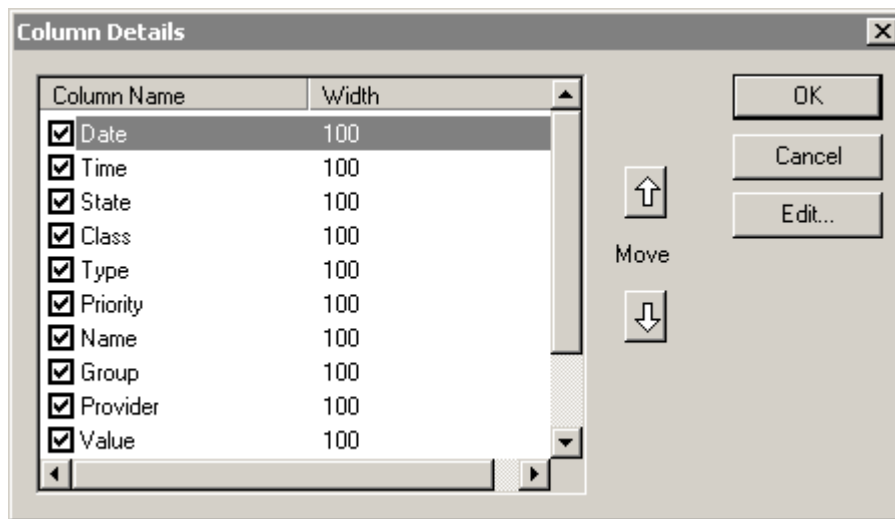 Column Details
Column Name Width
Date 100
Time 100
State 100
Class 100
Type 100
Priority 100
Name 100
Group 100
Provider 100
Value 100
Move
OK
Cancel
Edit...